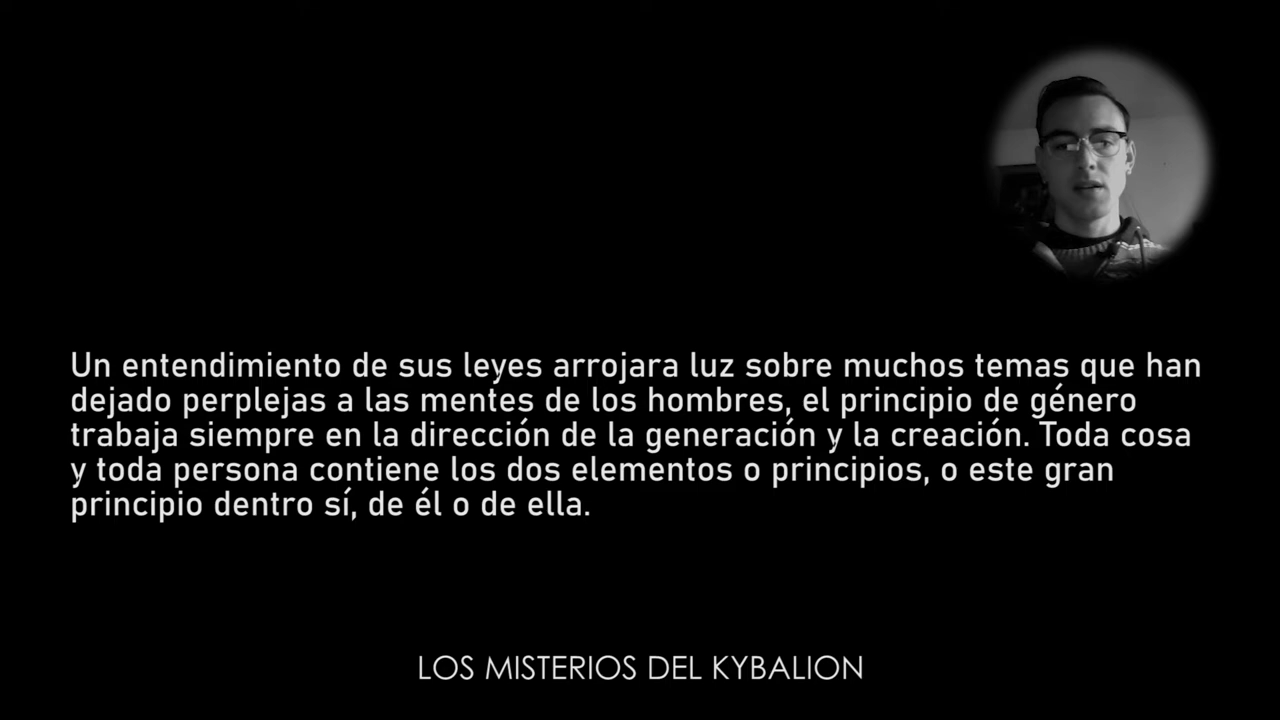 Un entendimiento de sus leyes arrojara luz sobre muchos temas que han
dejado perplejas a las mentes de los hombres, el principio de género
trabaja siempre en la dirección de la generación y la creación. Toda cosa
y toda persona contiene los dos elementos o principios, o este gran
principio dentro sí, de él o de ella.
LOS MISTERIOS DEL KYBALION